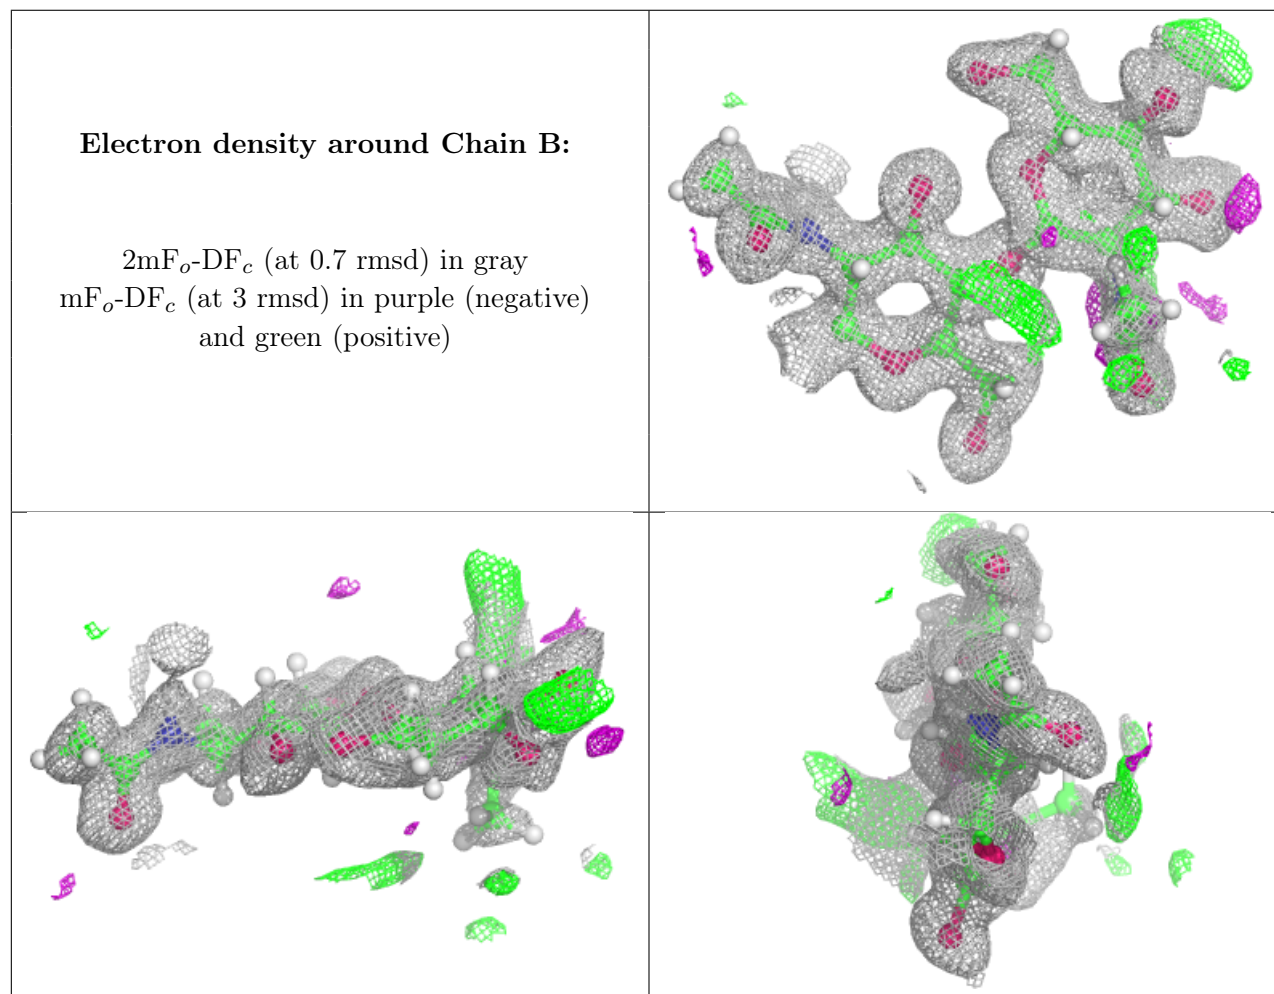 Electron density around Chain B:
2mFₒ-DF𝒸 (at 0.7 rmsd) in gray
mFₒ-DF𝒸 (at 3 rmsd) in purple (negative)
and green (positive)